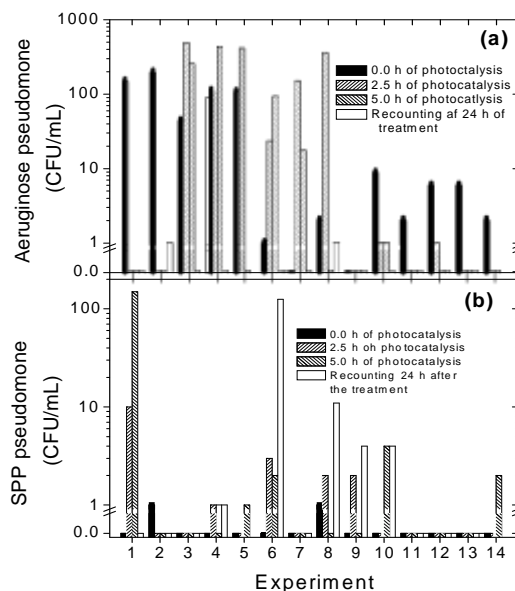 1000
(a)
0.0 h of photoctalysis
2.5 h of photocatalysis
5.0 h of photocatlysis
Recounting af 24 h of
treatment
100
10
1
0.0
Aeruginose pseudomone
(CFU/mL)
(b)
0.0 h of photocatalysis
2.5 h oh photocatalysis
5.0 h of photocatalysis
Recounting 24 h after
the treatment
100
10
1
0.0
SPP pseudomone
(CFU/mL)
1 2 3 4 5 6 7 8 9 10 11 12 13 14
Experiment